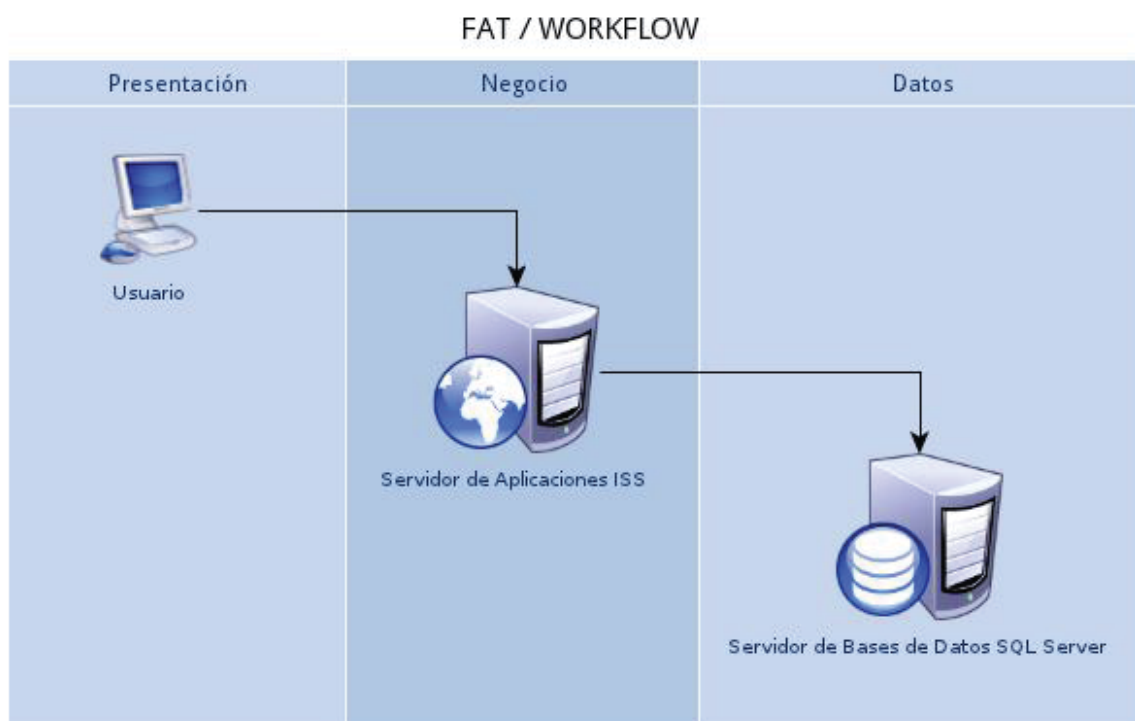 FAT / WORKFLOW
Presentación
Negocio
Datos
Usuario
Servidor de Aplicaciones ISS
Servidor de Bases de Datos SQL Server